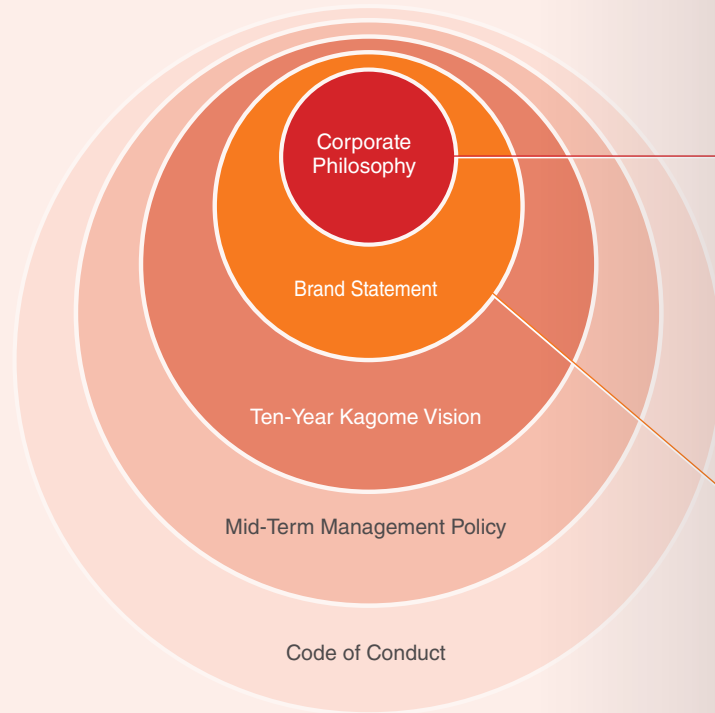 Corporate
Philosophy
Brand Statement
Ten-Year Kagome Vision
Mid-Term Management Policy
Code of Conduct